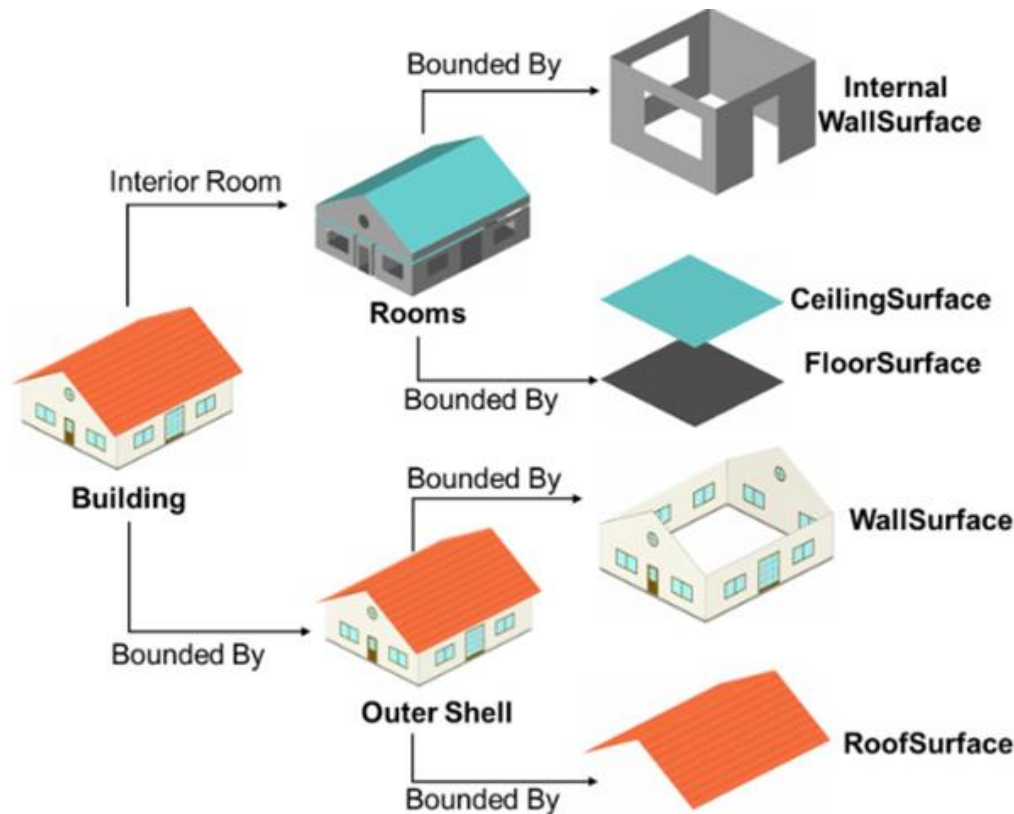 Bounded By
Internal
WallSurface
Interior Room
Rooms
CeilingSurface
FloorSurface
Bounded By
Building
Bounded By
WallSurface
Bounded By
Outer Shell
RoofSurface
Bounded By